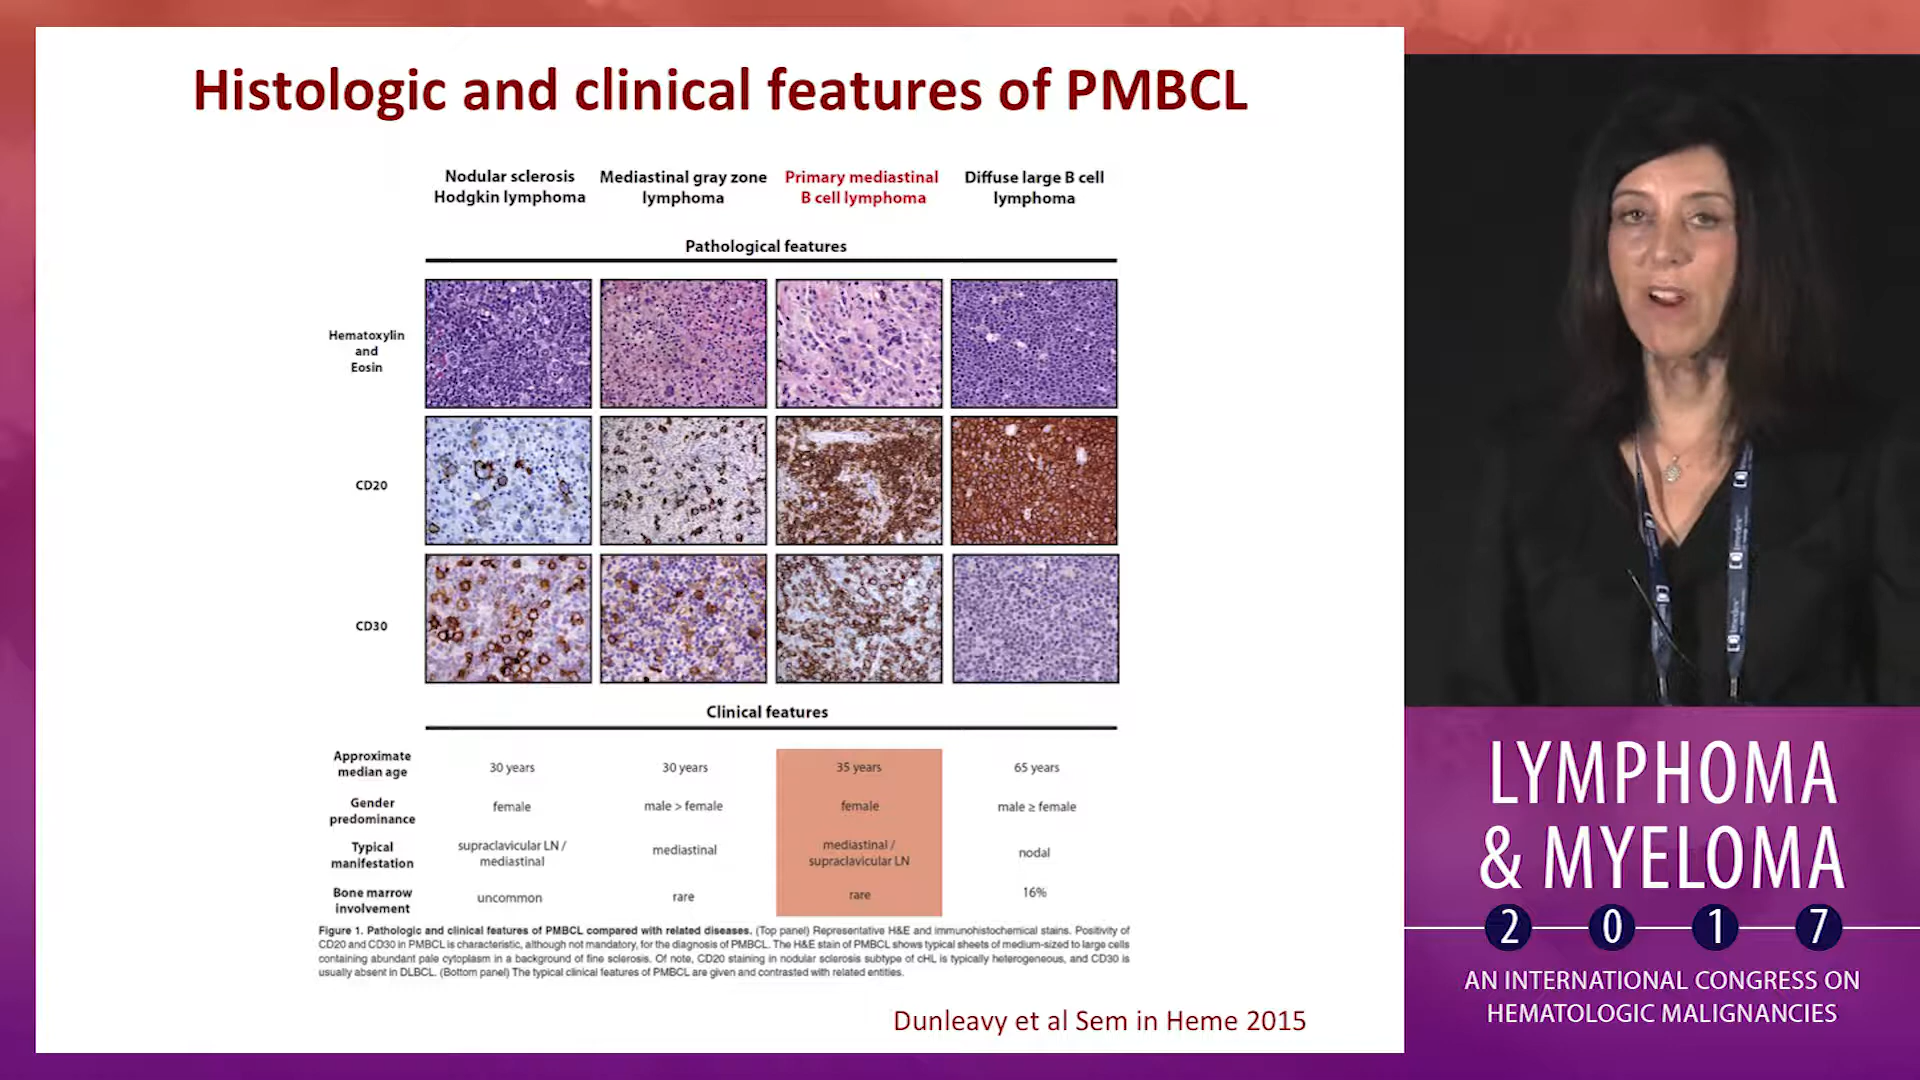 Histologic and clinical features of PMBCL
Nodular sclerosis
Hodgkin lymphoma
Mediastinal gray zone
lymphoma
Primary mediastinal
B cell lymphoma
Diffuse large B cell
lymphoma
Pathological features
Hematoxylin
and
Eosin
CD20
CD30
Clinical features
Approximate
median age
30 years
30 years
35 years
65 years
Gender
predominance
female
male > female
female
male ≥ female
Typical
manifestation
supraclavicular LN /
mediastinal
mediastinal
mediastinal /
supraclavicular LN
nodal
Bone marrow
involvement
uncommon
rare
rare
16%
Figure 1. Pathologic and clinical features of PMBCL compared with related diseases. (Top panel) Representative H&E and immunohistochemical stains. Positivity of
CD20 and CD30 in PMBCL is characteristic, although not mandatory, for the diagnosis of PMBCL. The H&E stain of PMBCL shows typical sheets of medium-sized to large cells
containing abundant pale cytoplasm in a background of fine sclerosis. Of note, CD20 staining in nodular sclerosis subtype of cHL is typically heterogeneous, and CD30 is
usually absent in DLBCL. (Bottom panel) The typical clinical features of PMBCL are given and contrasted with related entities.
Dunleavy et al Sem in Heme 2015
LYMPHOMA
& MYELOMA
2 0 1 7
AN INTERNATIONAL CONGRESS ON
HEMATOLOGIC MALIGNANCIES